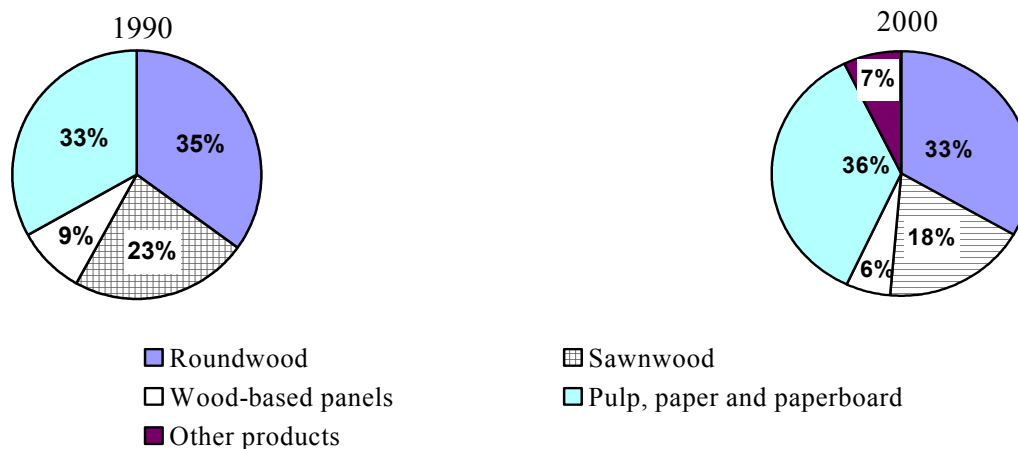 1990
2000
33%
35%
9%
23%
7%
36%
33%
18%
6%
Roundwood
Sawnwood
Wood-based panels
Pulp, paper and paperboard
Other products